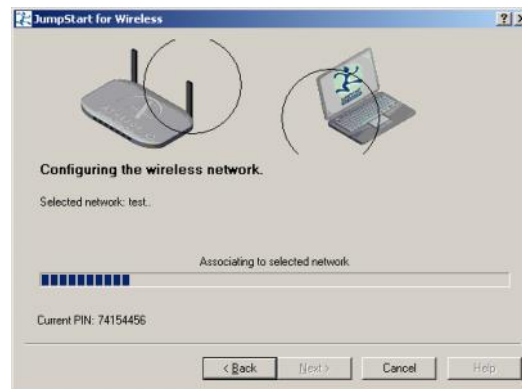 JumpStart for Wireless
Configuring the wireless network.
Selected network: test..
Associating to selected network
Current PIN: 74154456
< Back
Next >
Cancel
Help